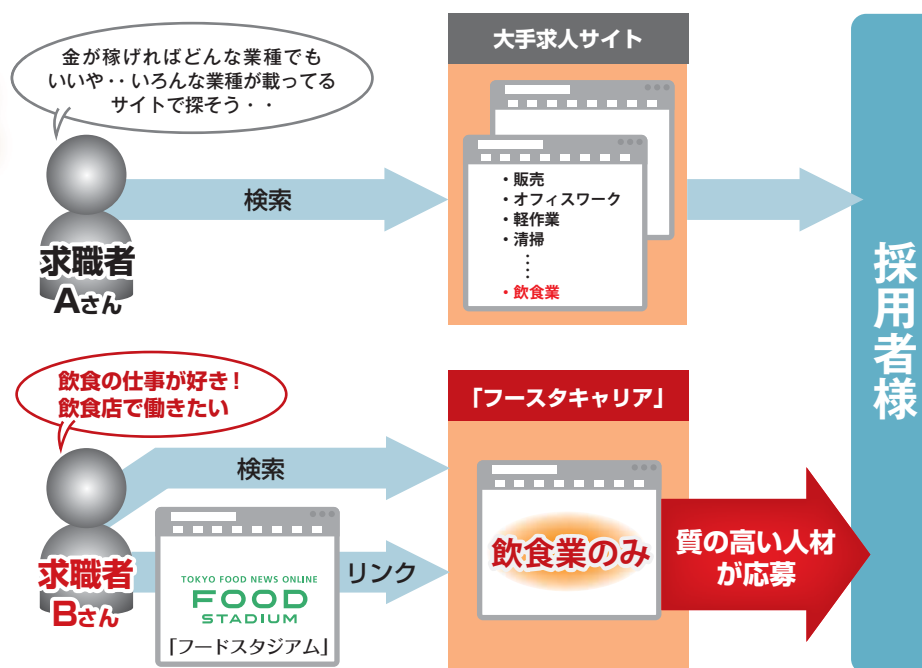 金が稼げればどんな業種でも
いいや・・いろんな業種が載ってる
サイトで探そう・・
求職者
Aさん
検索
大手求人サイト
・販売
・オフィスワーク
・軽作業
・清掃
⋮
・飲食業
飲食の仕事が好き！
飲食店で働きたい
求職者
Bさん
検索
TOKYO FOOD NEWS ONLINE
FOOD
STADIUM
「フードスタジアム」
リンク
「フースタキャリア」
飲食業のみ
質の高い人材
が応募
採用者様